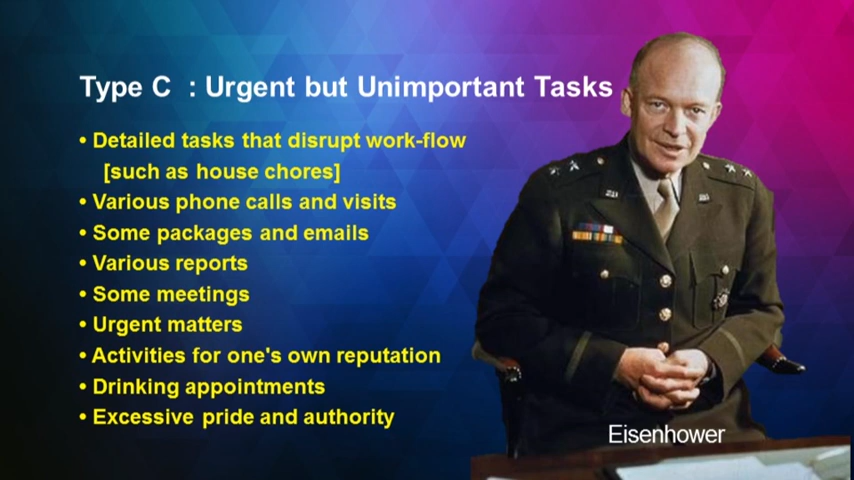 Type C : Urgent but Unimportant Tasks
• Detailed tasks that disrupt work-flow
[such as house chores]
• Various phone calls and visits
• Some packages and emails
• Various reports
• Some meetings
• Urgent matters
• Activities for one's own reputation
• Drinking appointments
• Excessive pride and authority
Eisenhower